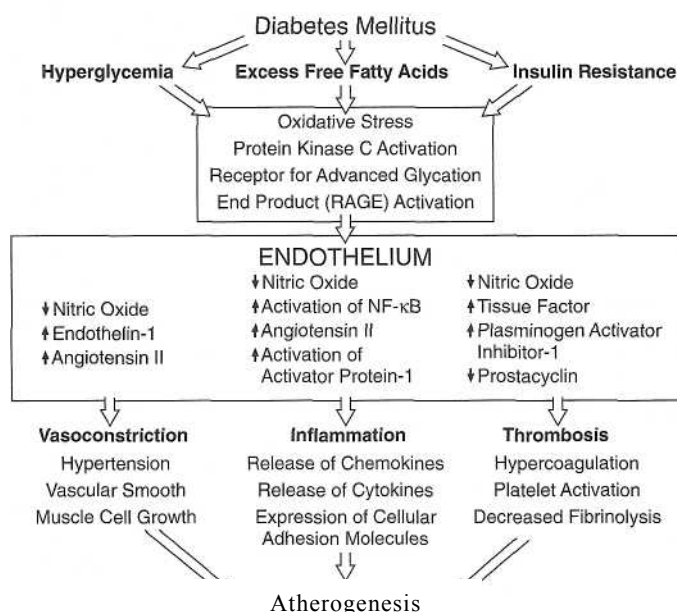 Diabetes Mellitus
Hyperglycemia
Excess Free Fatty Acids
Insulin Resistance
Oxidative Stress
Protein Kinase C Activation
Receptor for Advanced Glycation
End Product (RAGE) Activation
ENDOTHELIUM
↓Nitric Oxide
↑Endothelin-1
↑Angiotensin II
↓Nitric Oxide
↑Activation of NF-κB
↑Angiotensin II
↑Activation of
Activator Protein-1
↓Nitric Oxide
↑Tissue Factor
↑Plasminogen Activator
Inhibitor-1
↓Prostacyclin
Vasoconstriction
Hypertension
Vascular Smooth
Muscle Cell Growth
Inflammation
Release of Chemokines
Release of Cytokines
Expression of Cellular
Adhesion Molecules
Thrombosis
Hypercoagulation
Platelet Activation
Decreased Fibrinolysis
Atherogenesis